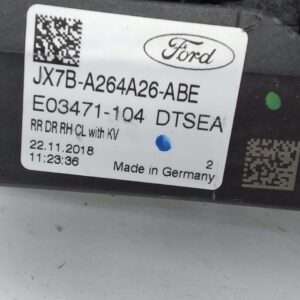 Ford
JX7B-A264A26-ABE
E03471-104 DTSEA
RR DR RH CL with KV
22.11.2018 2
11:23:36 Made in Germany